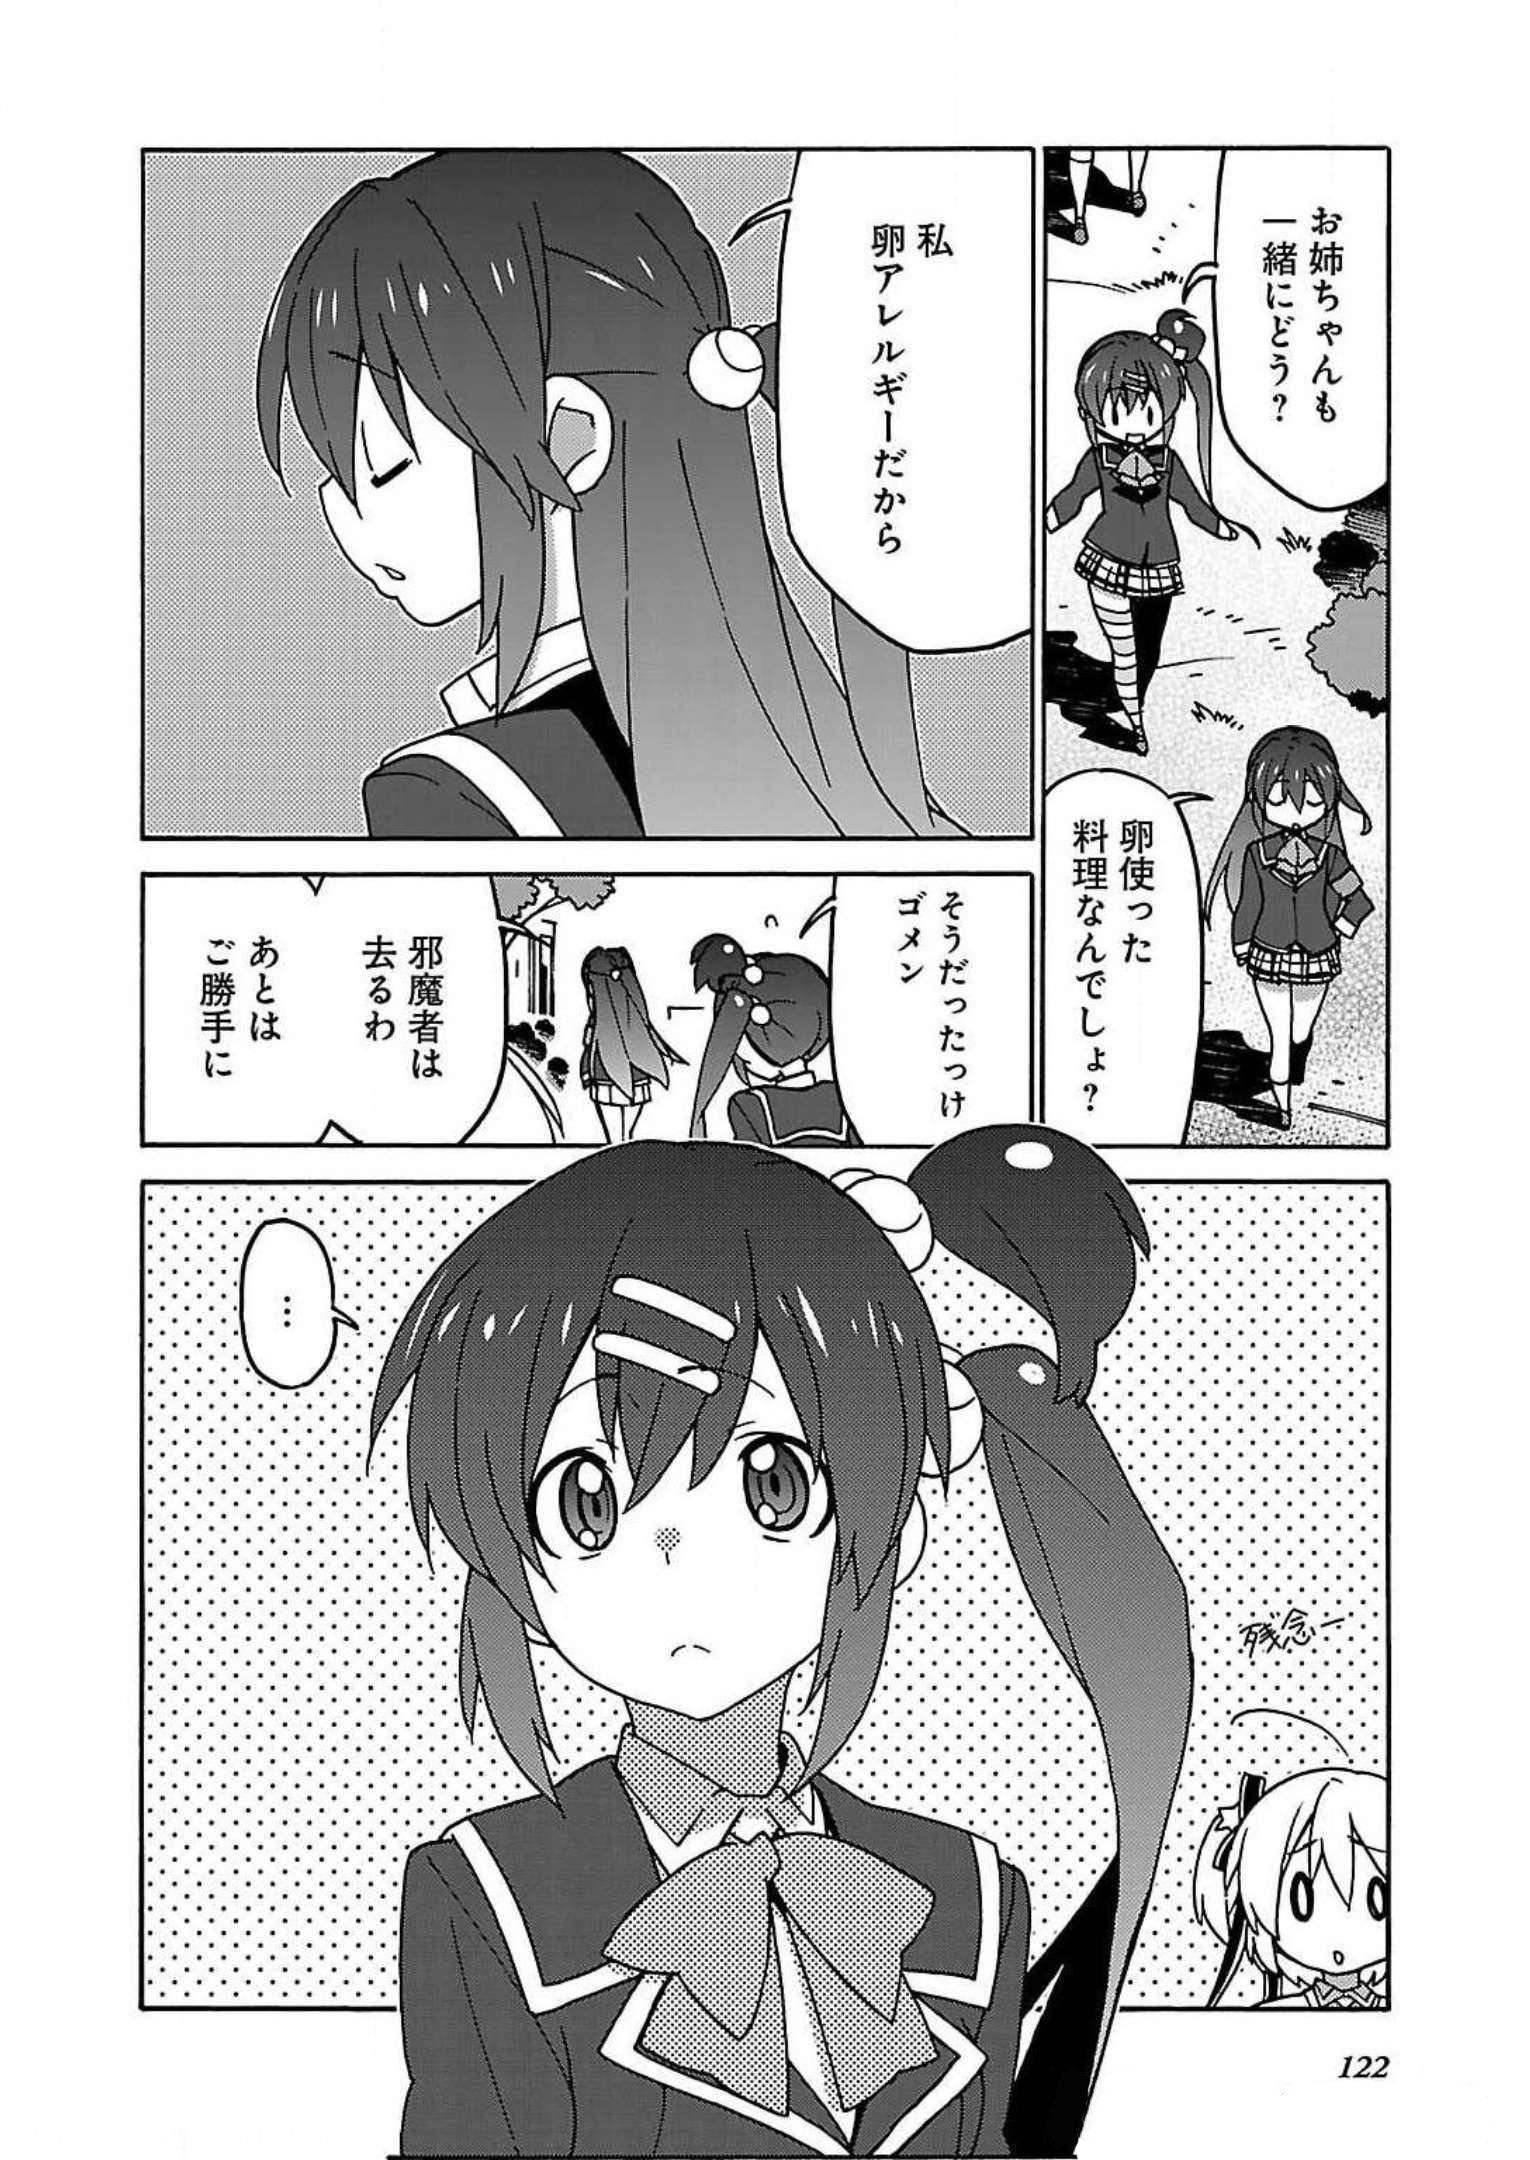 お姉ちゃんも
一緒にどう？
卵使った
料理なんでしょ？
私
卵アレルギーだから
そうだったっけ
ゴメン
邪魔者は
去るわ
あとは
ご勝手に
…
残念ー
122